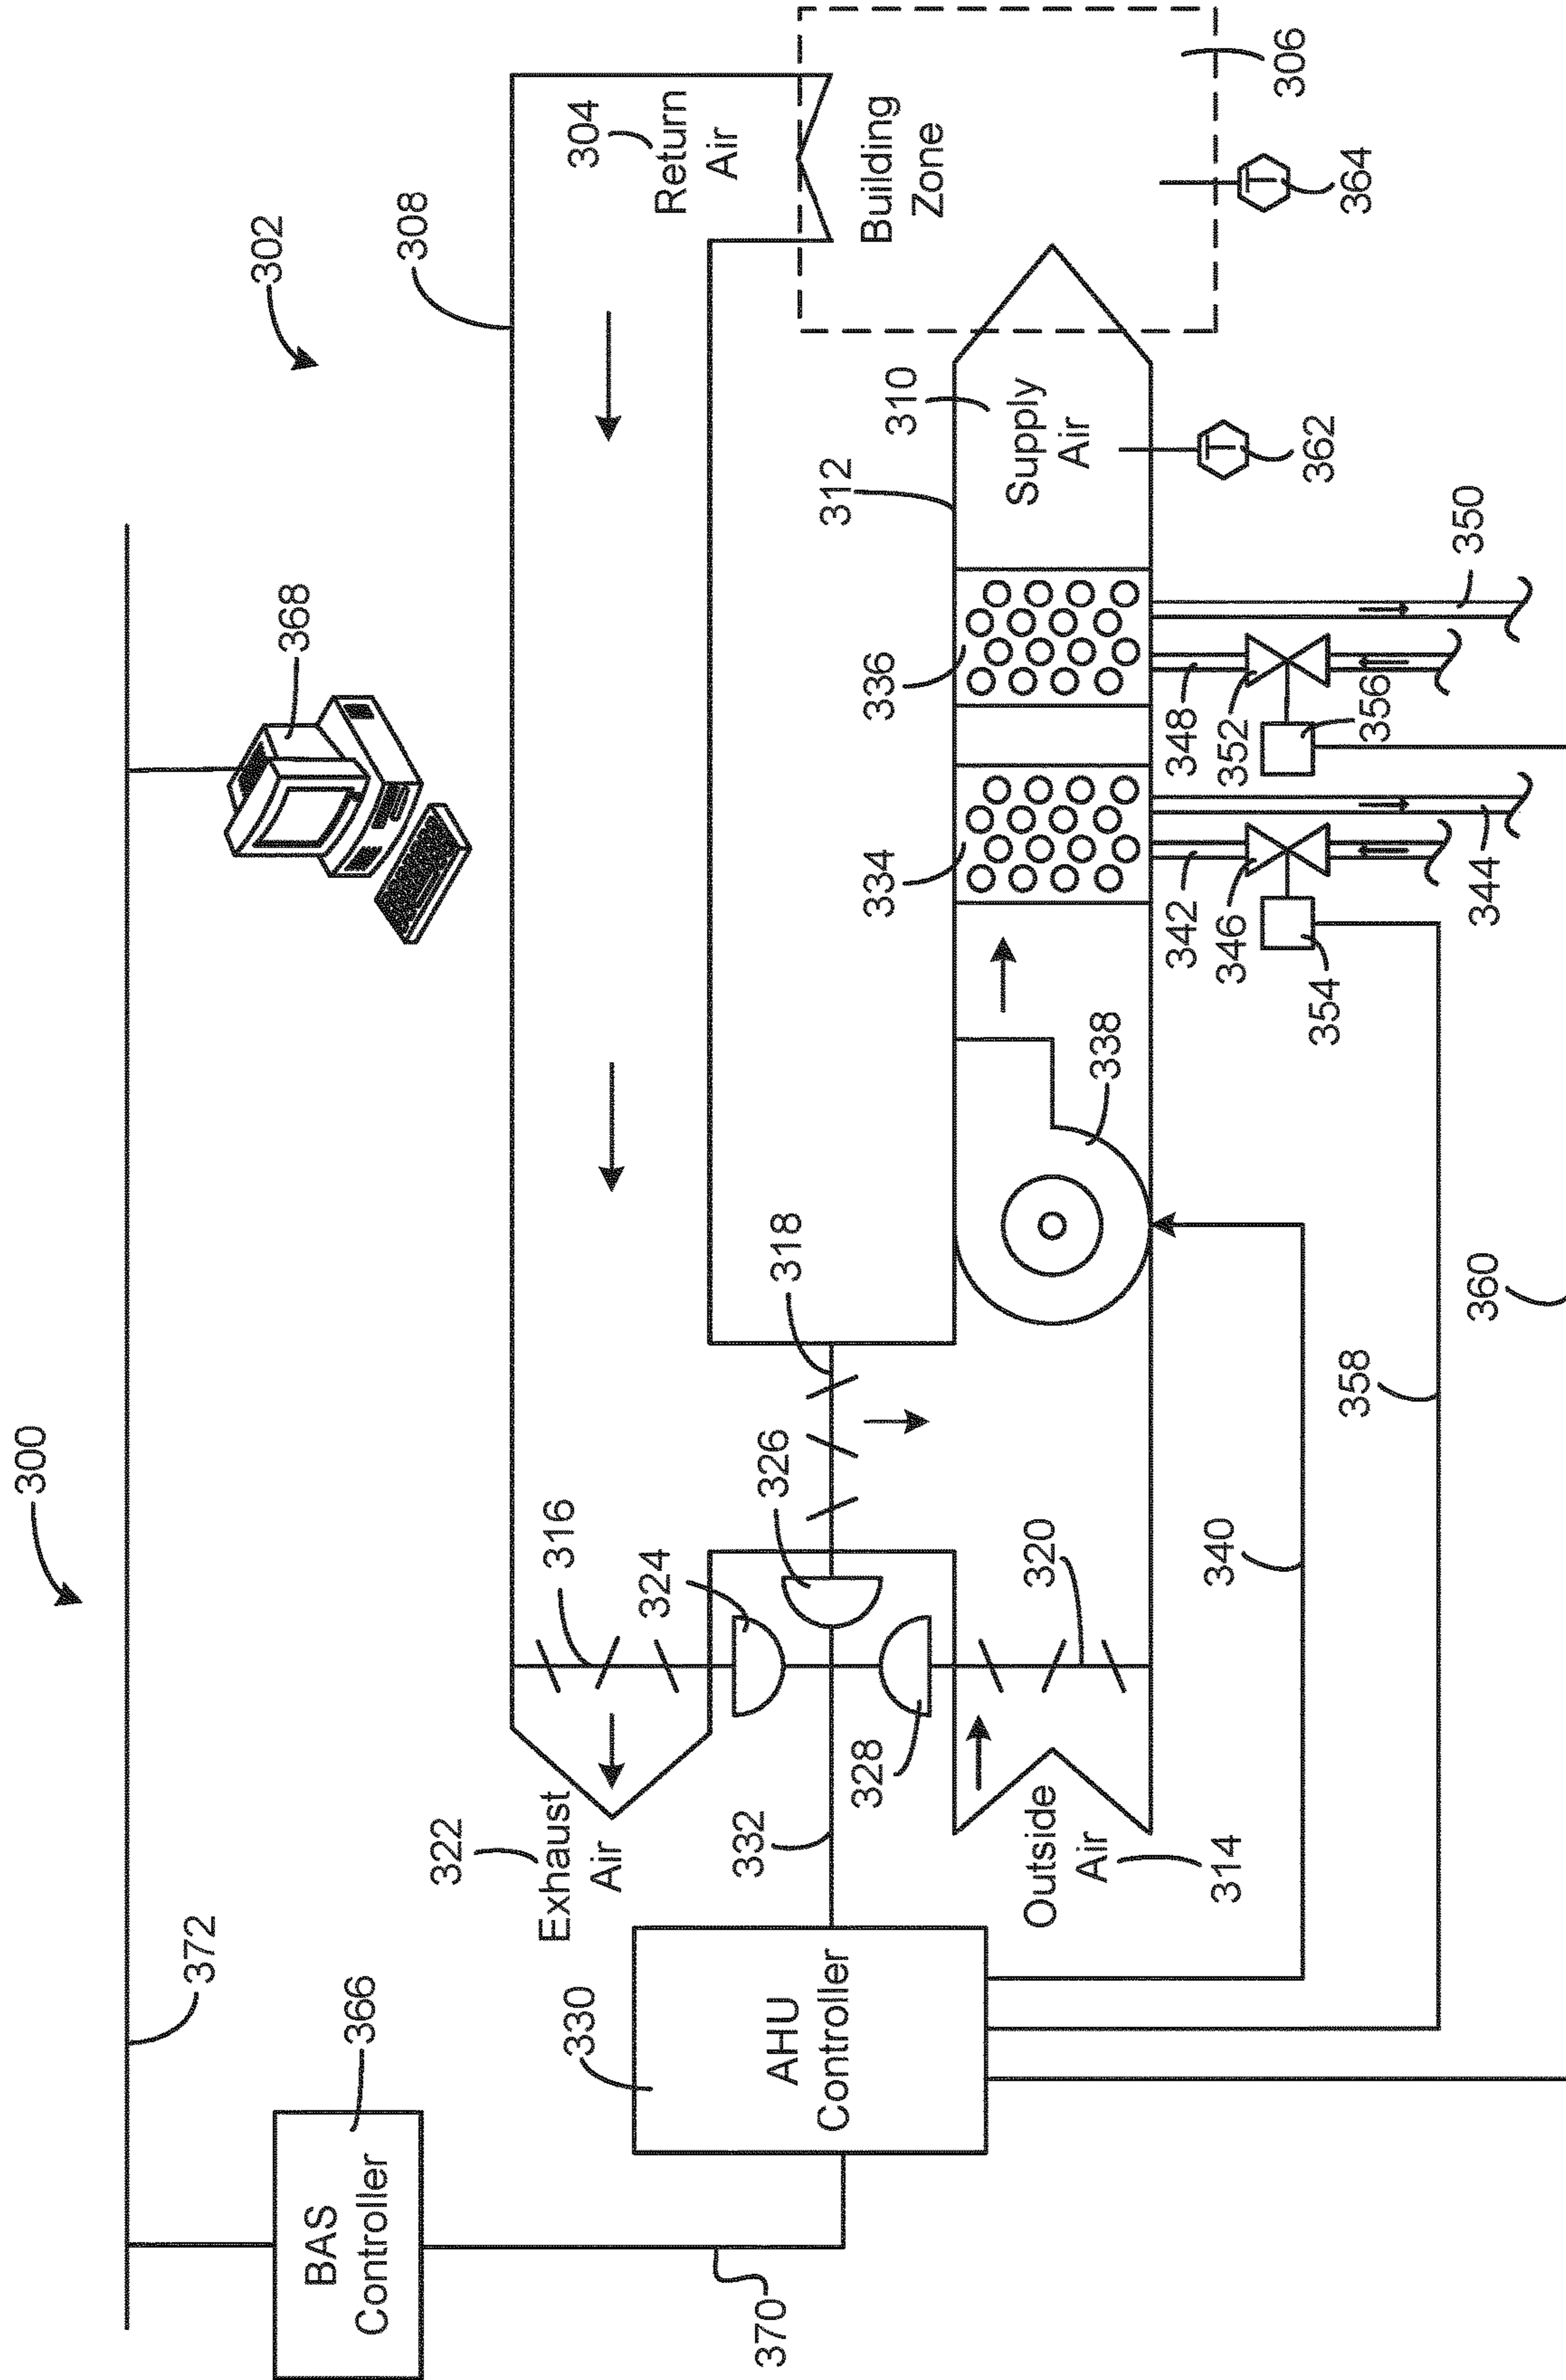 300
372
366
BAS
Controller
370
368
302
308
304
Return
Air
Building
Zone
306
364
322
Exhaust
Air
316
324
326
318
332
328
330
AHU
Controller
Outside
Air
314
320
338
312
310
Supply
Air
362
334
336
342
346
354
344
348
352
356
350
340
358
360